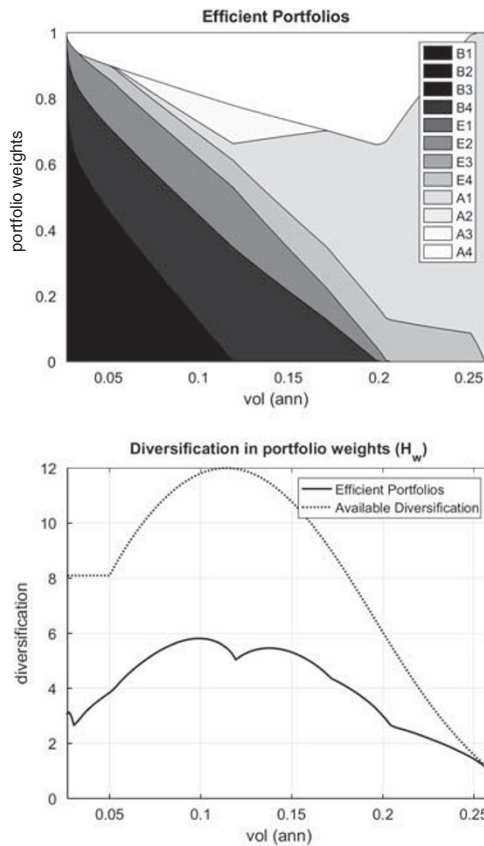 Efficient Portfolios
portfolio weights
1
0.8
0.6
0.4
0.2
0
B1
B2
B3
B4
E1
E2
E3
E4
A1
A2
A3
A4
0.05 0.1 0.15 0.2 0.25
vol (ann)
Diversification in portfolio weights (H_w)
diversification
12
10
8
6
4
2
0
Efficient Portfolios
Available Diversification
0.05 0.1 0.15 0.2 0.25
vol (ann)